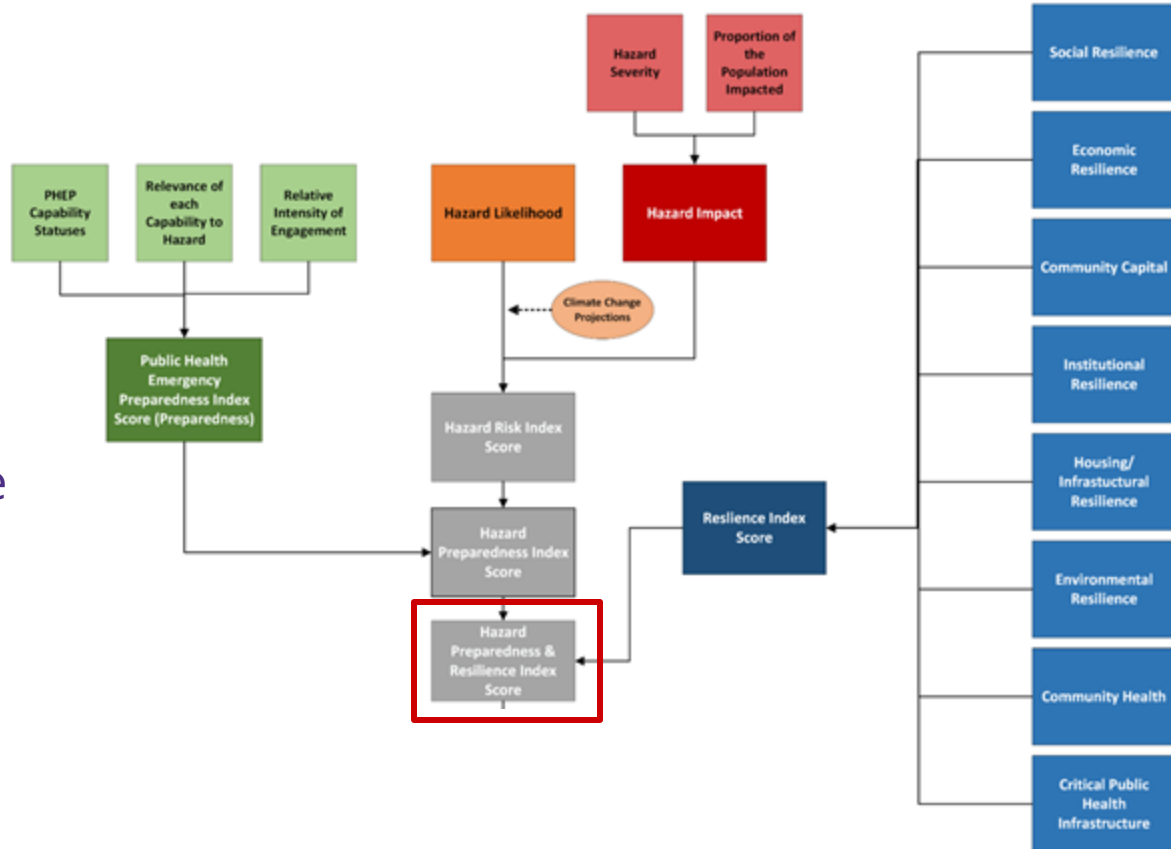 Hazard
Severity
Proportion of
the
Population
Impacted
Social Resilience
Economic
Resilience
PHEP
Capability
Statuses
Relevance of
each
Capability to
Hazard
Relative
Intensity of
Engagement
Hazard Likelihood
Hazard Impact
Community Capital
Climate Change
Projections
Institutional
Resilience
Public Health
Emergency
Preparedness Index
Score (Preparedness)
Hazard Risk Index
Score
Housing/
Infrastuctural
Resilience
e
Reslience Index
Score
Hazard
Preparedness Index
Score
Environmental
Resilience
Hazard
Preparedness &
Resilience Index
Score
Community Health
Critical Public
Health
Infrastructure